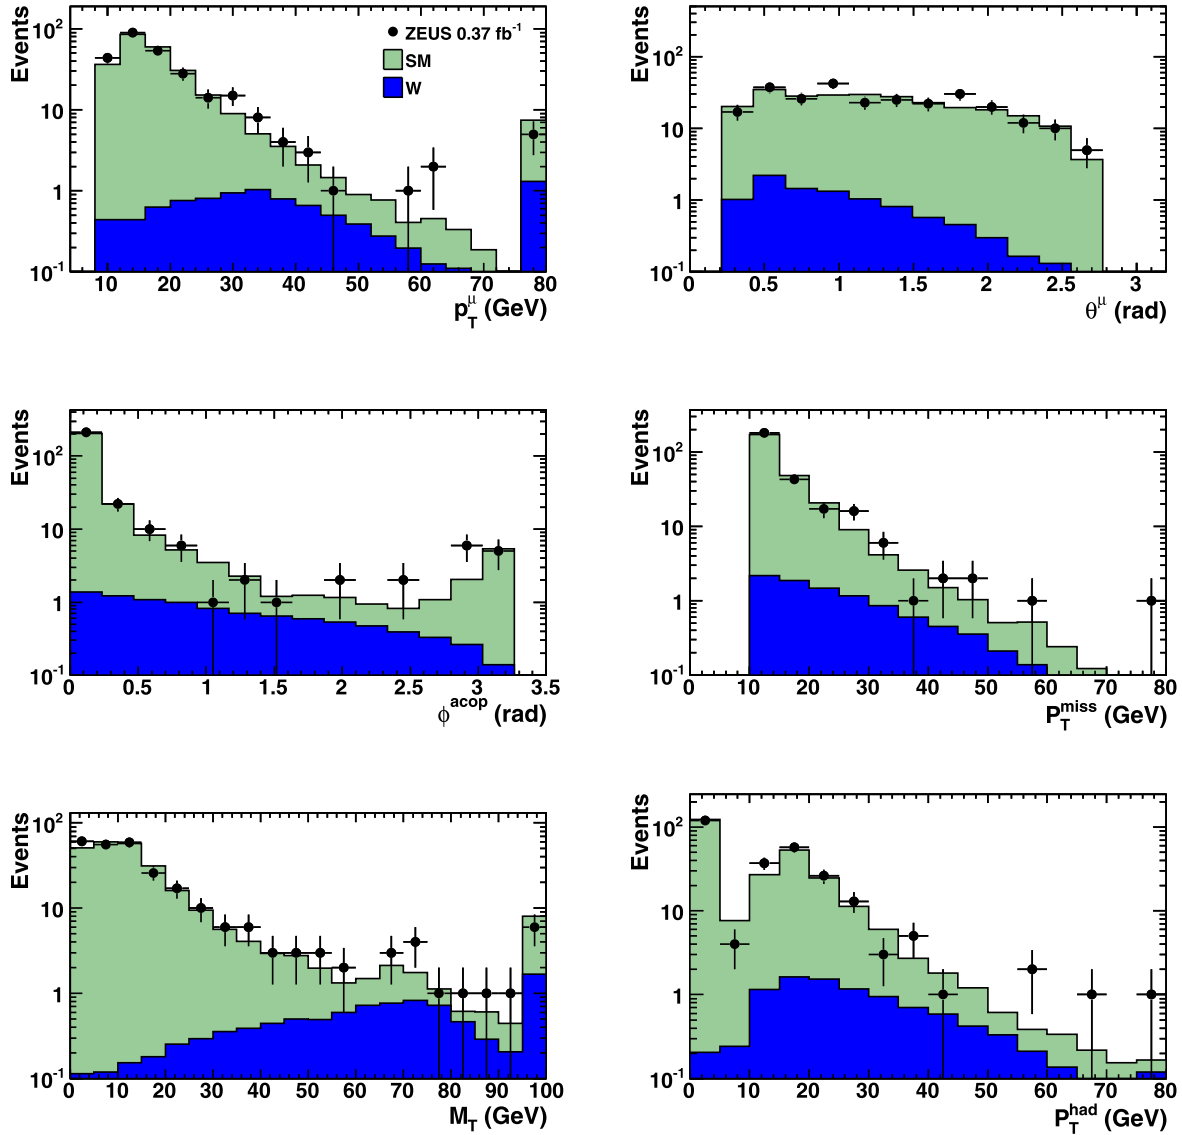 Events
10²
10
1
10⁻¹
ZEUS 0.37 fb⁻¹
SM
W
10 20 30 40 50 60 70 80
p_T^μ (GeV)
Events
10²
10
1
10⁻¹
0 0.5 1 1.5 2 2.5 3
θ^μ (rad)
Events
10²
10
1
10⁻¹
0 0.5 1 1.5 2 2.5 3 3.5
ϕ^acop (rad)
Events
10²
10
1
10⁻¹
0 10 20 30 40 50 60 70 80
P_T^miss (GeV)
Events
10²
10
1
10⁻¹
0 10 20 30 40 50 60 70 80 90 100
M_T (GeV)
Events
10²
10
1
10⁻¹
0 10 20 30 40 50 60 70 80
P_T^had (GeV)